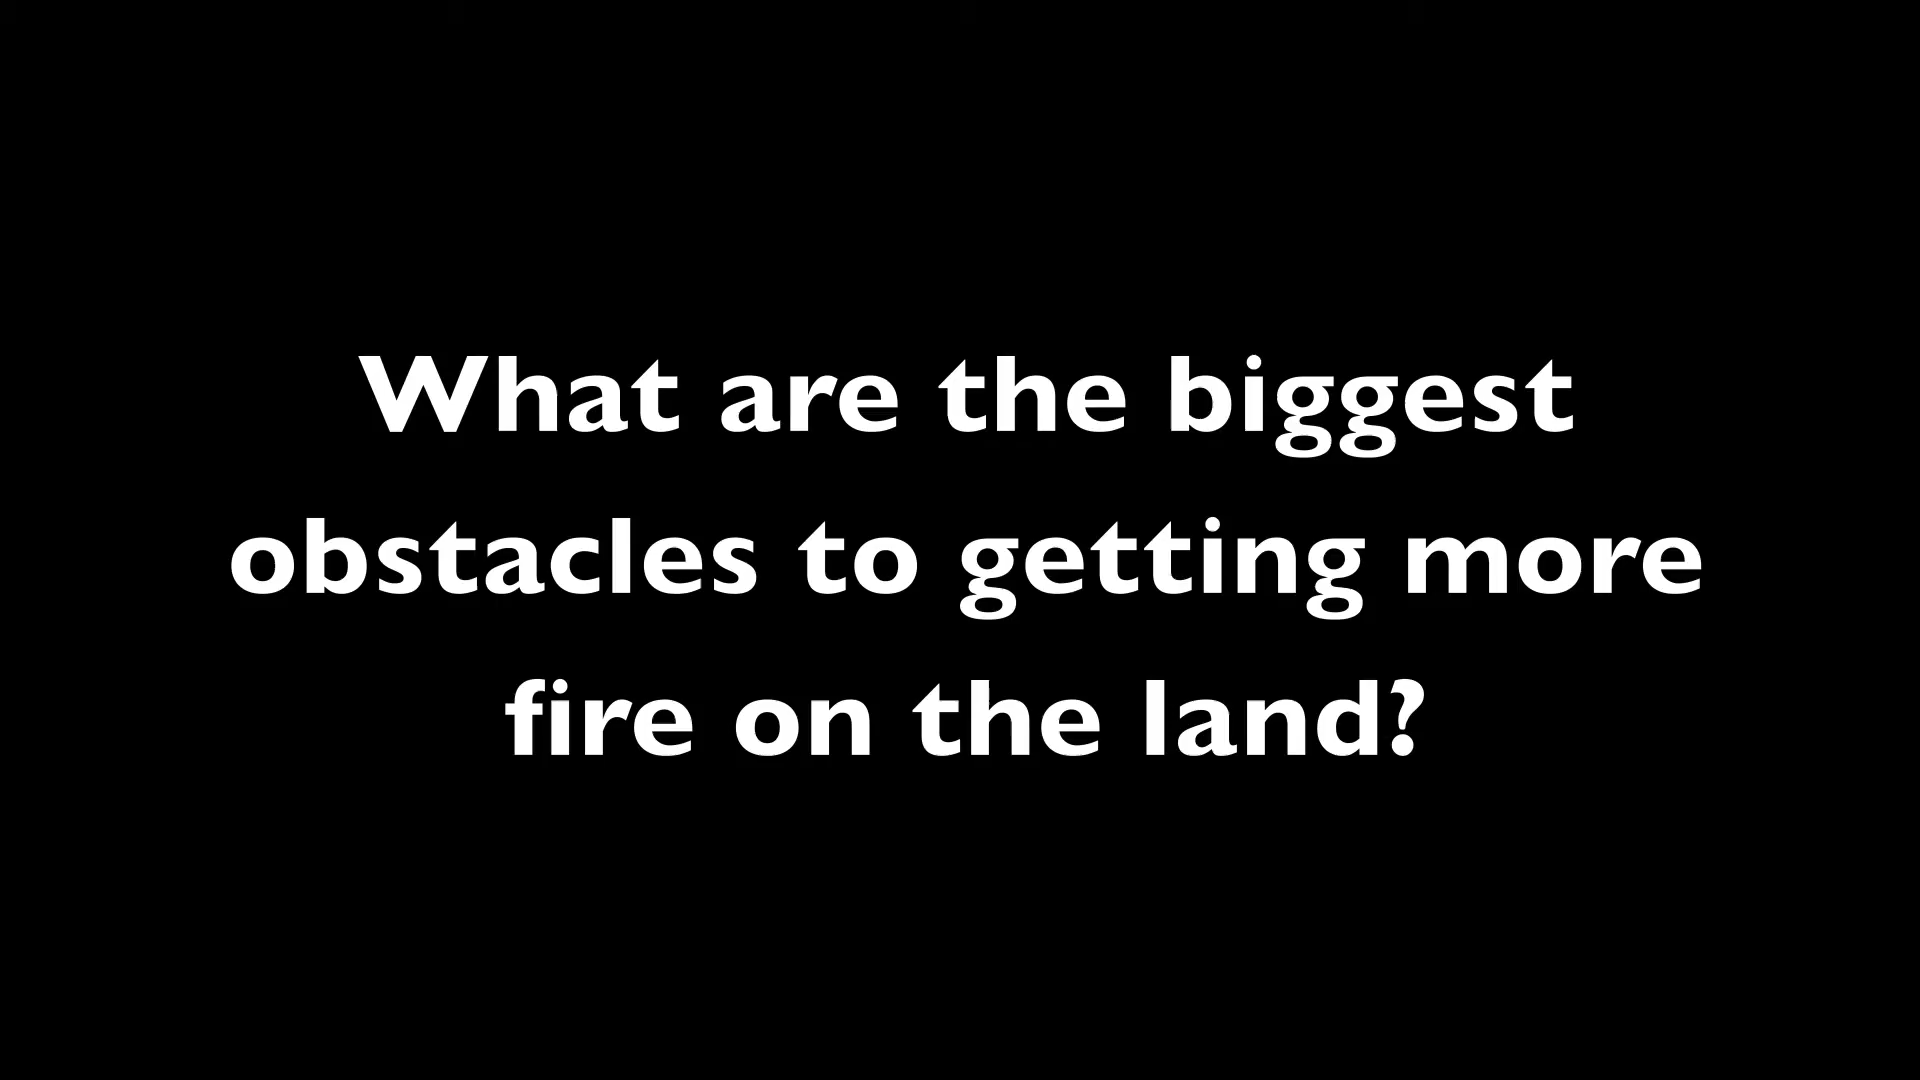 What are the biggest
obstacles to getting more
fire on the land?